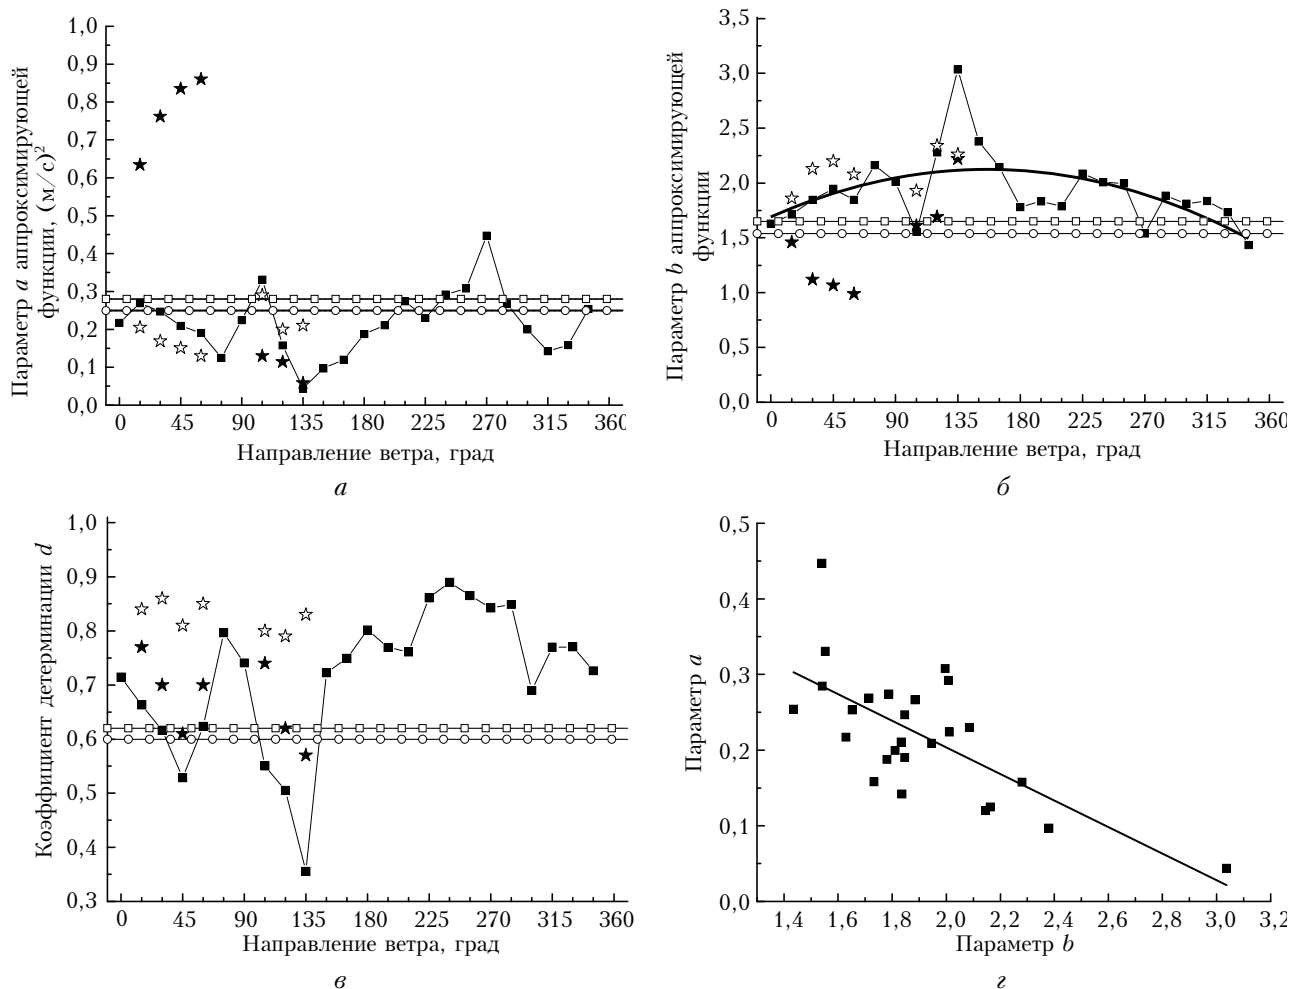 1,0
0,9
0,8
0,7
0,6
0,5
0,4
0,3
0,2
0,1
0,0
Параметр a аппроксимирующей
функции, (м/с)²
0 45 90 135 180 225 270 315 360
Направление ветра, град
а
3,5
3,0
2,5
2,0
1,5
1,0
0,5
0,0
Параметр b аппроксимирующей
функции
0 45 90 135 180 225 270 315 360
Направление ветра, град
б
1,0
0,9
0,8
0,7
0,6
0,5
0,4
0,3
Коэффициент детерминации d
0 45 90 135 180 225 270 315 360
Направление ветра, град
в
0,5
0,4
0,3
0,2
0,1
0,0
Параметр a
1,4 1,6 1,8 2,0 2,2 2,4 2,6 2,8 3,0 3,2
Параметр b
г